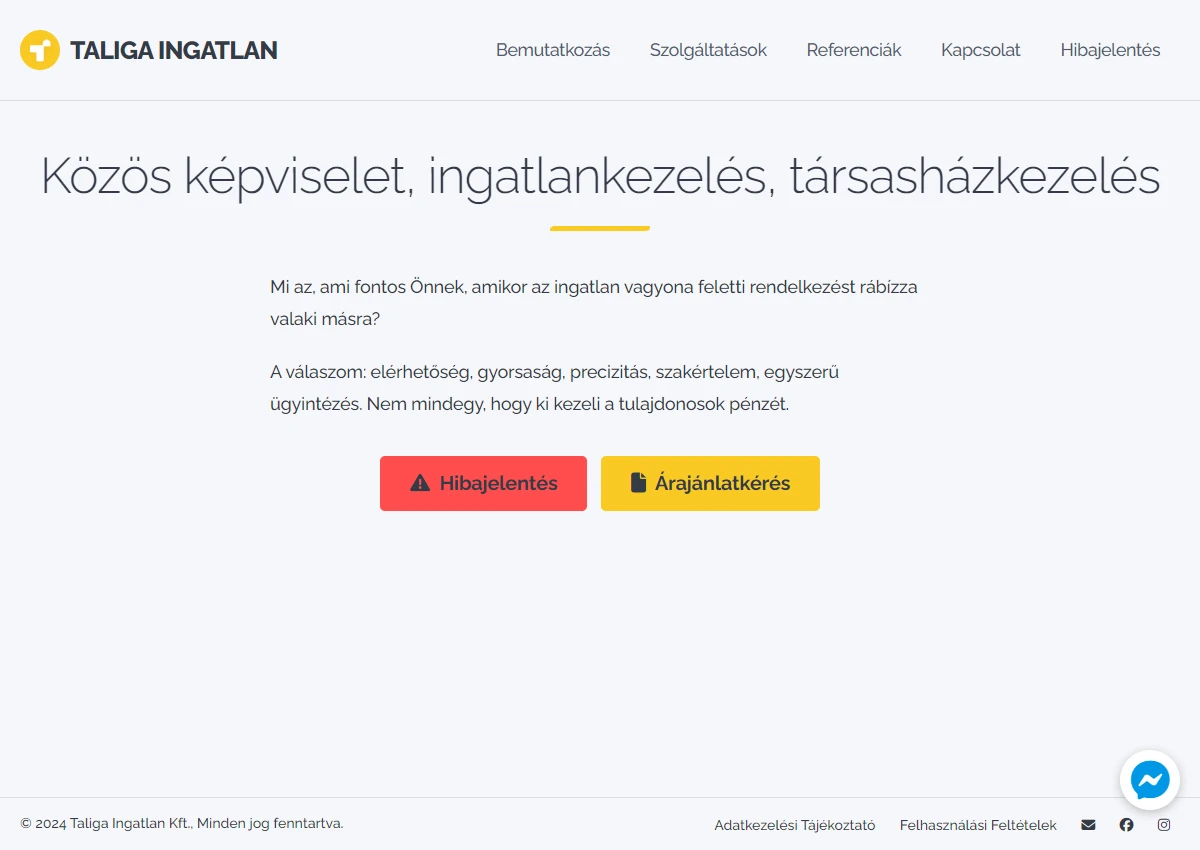 TALIGA INGATLAN
Bemutatkozás
Szolgáltatások
Referenciák
Kapcsolat
Hibajelentés
Közös képviselet, ingatlankezelés, társasházkezelés
Mi az, ami fontos Önnek, amikor az ingatlan vagyona feletti rendelkezést rábízza
valaki másra?
A válaszom: elérhetőség, gyorsaság, precizitás, szakértelem, egyszerű
ügyintézés. Nem mindegy, hogy ki kezeli a tulajdonosok pénzét.
Hibajelentés
Árajánlatkérés
© 2024 Taliga Ingatlan Kft., Minden jog fenntartva.
Adatkezelési Tájékoztató
Felhasználási Feltételek